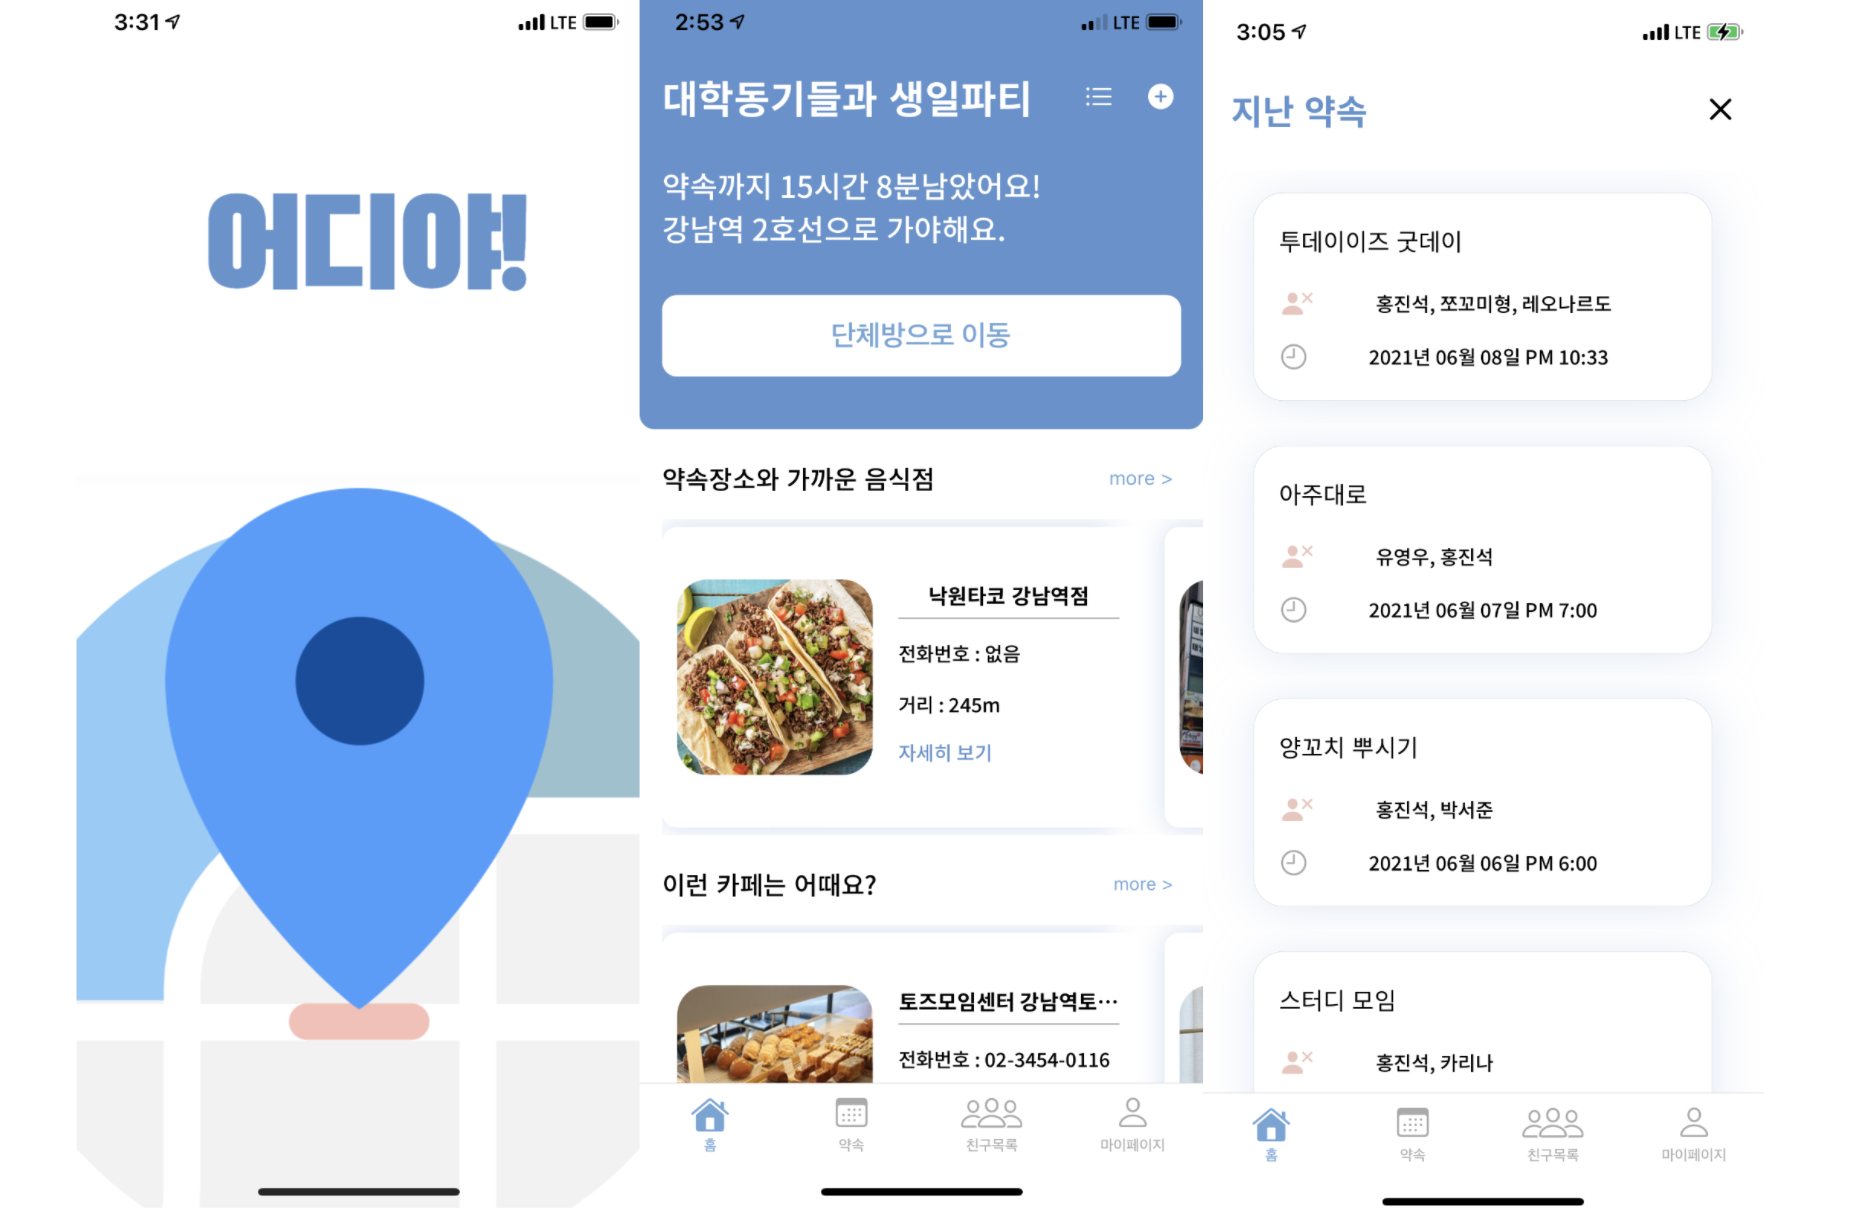 3:31
LTE
어디야!
2:53
LTE
대학동기들과 생일파티
약속까지 15시간 8분남았어요!
강남역 2호선으로 가야해요.
단체방으로 이동
약속장소와 가까운 음식점
more >
낙원타코 강남역점
전화번호 : 없음
거리 : 245m
자세히 보기
이런 카페는 어때요?
more >
토즈모임센터 강남역토···
전화번호 : 02-3454-0116
홈
약속
친구목록
마이페이지
3:05
LTE
지난 약속
투데이이즈 굿데이
홍진석, 쪼꼬미형, 레오나르도
2021년 06월 08일 PM 10:33
아주대로
유영우, 홍진석
2021년 06월 07일 PM 7:00
양꼬치 뿌시기
홍진석, 박서준
2021년 06월 06일 PM 6:00
스터디 모임
홍진석, 카리나
홈
약속
친구목록
마이페이지